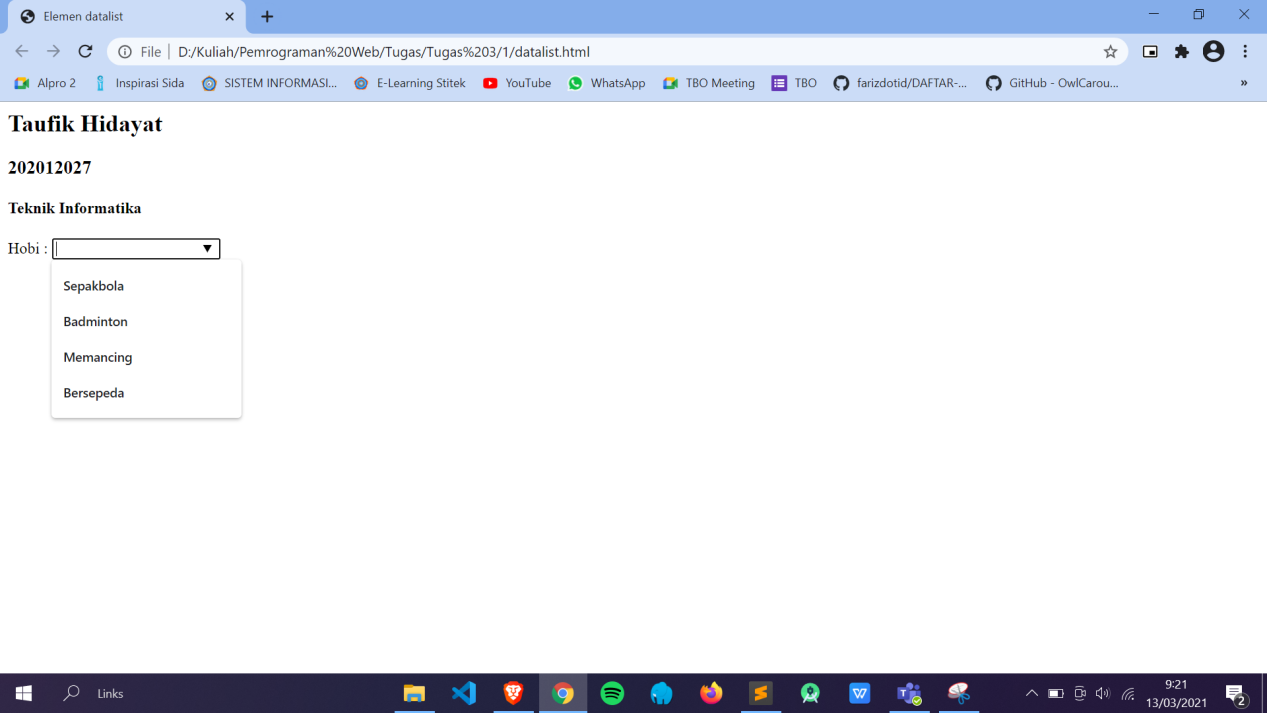 Elemen datalist
File | D:/Kuliah/Pemrograman%20Web/Tugas/Tugas%203/1/datalist.html
Alpro 2 Inspirasi Sida SISTEM INFORMASI... E-Learning Stitek YouTube WhatsApp TBO Meeting TBO farizdotid/DAFTAR-... GitHub - OwlCarou... »
Taufik Hidayat
202012027
Teknik Informatika
Hobi :
Sepakbola
Badminton
Memancing
Bersepeda
Links
9:21
13/03/2021
2